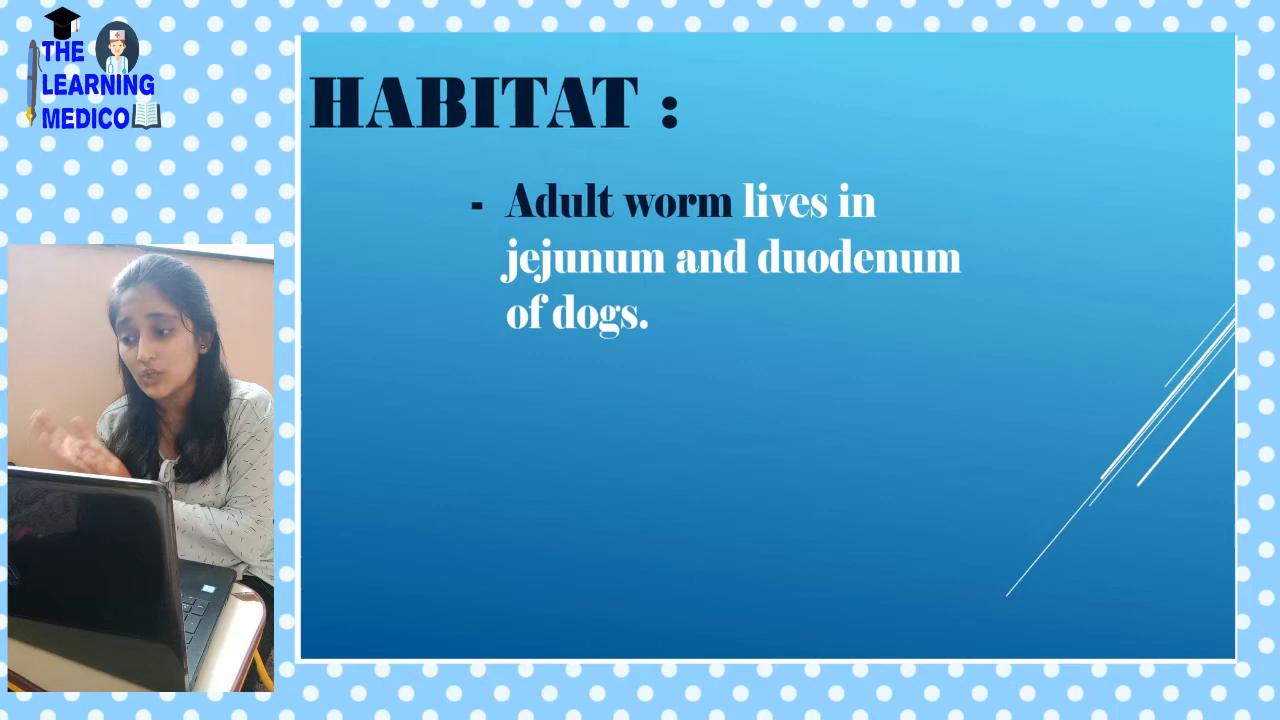 THE
LEARNING
MEDICO
HABITAT :
- Adult worm lives in
jejunum and duodenum
of dogs.